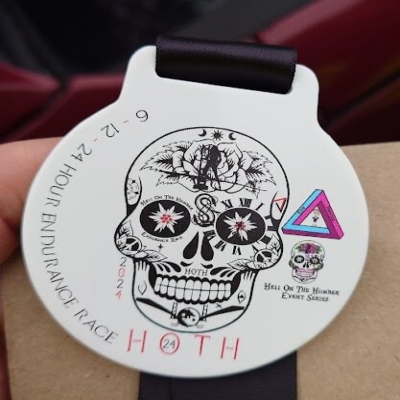 6 - 12 - 24 HOUR ENDURANCE RACE
2024
HELL ON THE HUMBER
ENDURANCE RACE
HOTH
HOTH
24
HELL ON THE HUMBER
EVENT SERIES